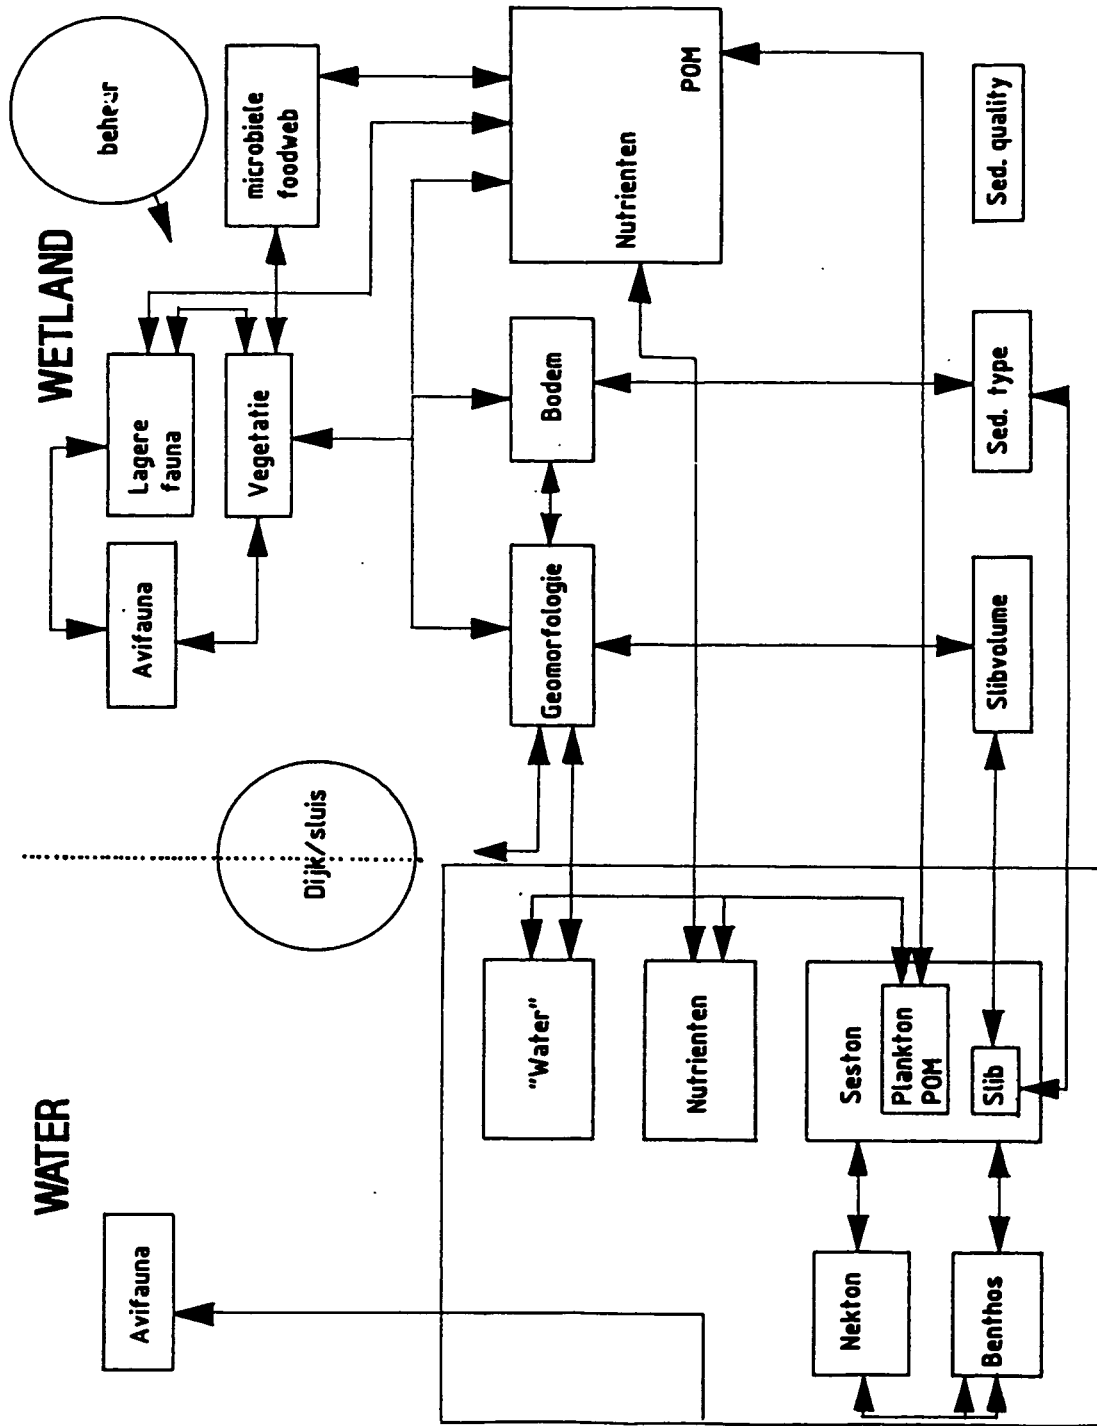 WATER
WETLAND
Avifauna
Dijk/sluis
Avifauna
Lagere
fauna
Vegetatie
beheer
microbiele
foodweb
"Water"
Geomorfologie
Bodem
Nutrienten
POM
Nutrienten
Nekton
Seston
Plankton
POM
Benthos
Slib
Slibvolume
Sed. type
Sed. quality